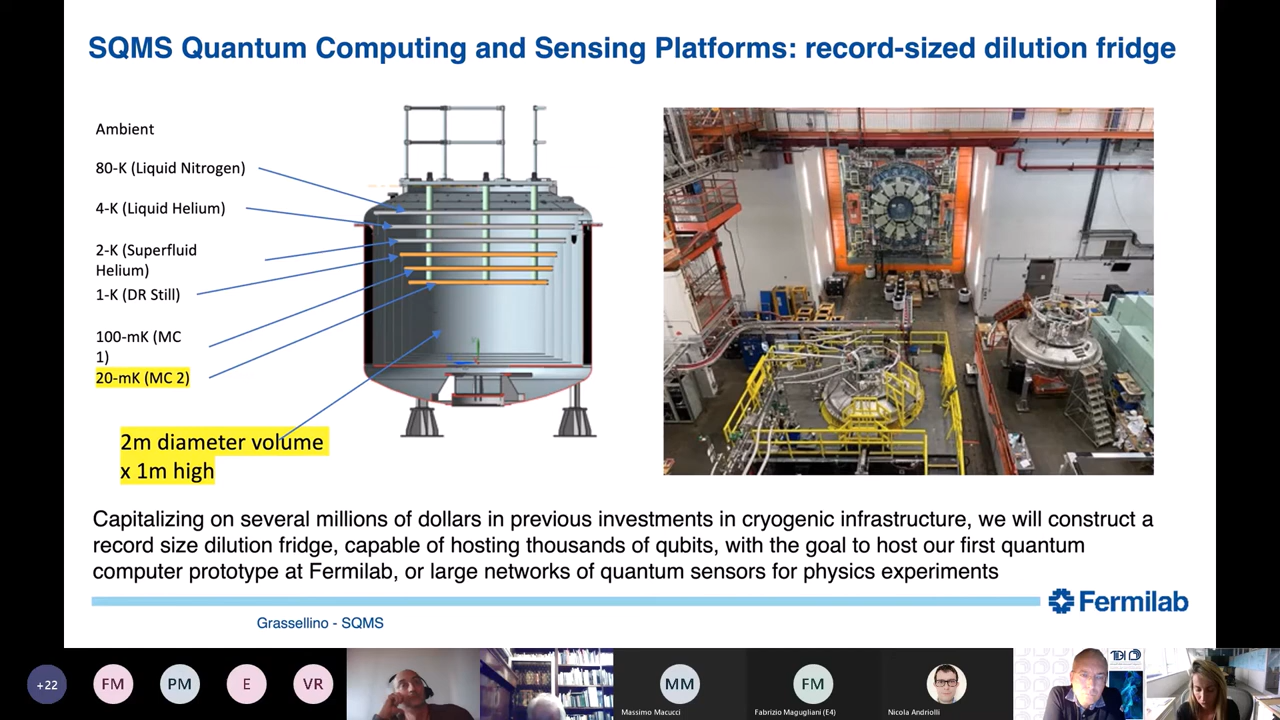 SQMS Quantum Computing and Sensing Platforms: record-sized dilution fridge
Ambient
80-K (Liquid Nitrogen)
4-K (Liquid Helium)
2-K (Superfluid
Helium)
1-K (DR Still)
100-mK (MC
1)
20-mK (MC 2)
2m diameter volume
x 1m high
Capitalizing on several millions of dollars in previous investments in cryogenic infrastructure, we will construct a
record size dilution fridge, capable of hosting thousands of qubits, with the goal to host our first quantum
computer prototype at Fermilab, or large networks of quantum sensors for physics experiments
Fermilab
Grassellino - SQMS
+22
FM
PM
E
VR
MM
Massimo Macucci
FM
Fabrizio Magugliani (E4)
Nicola Andriolli